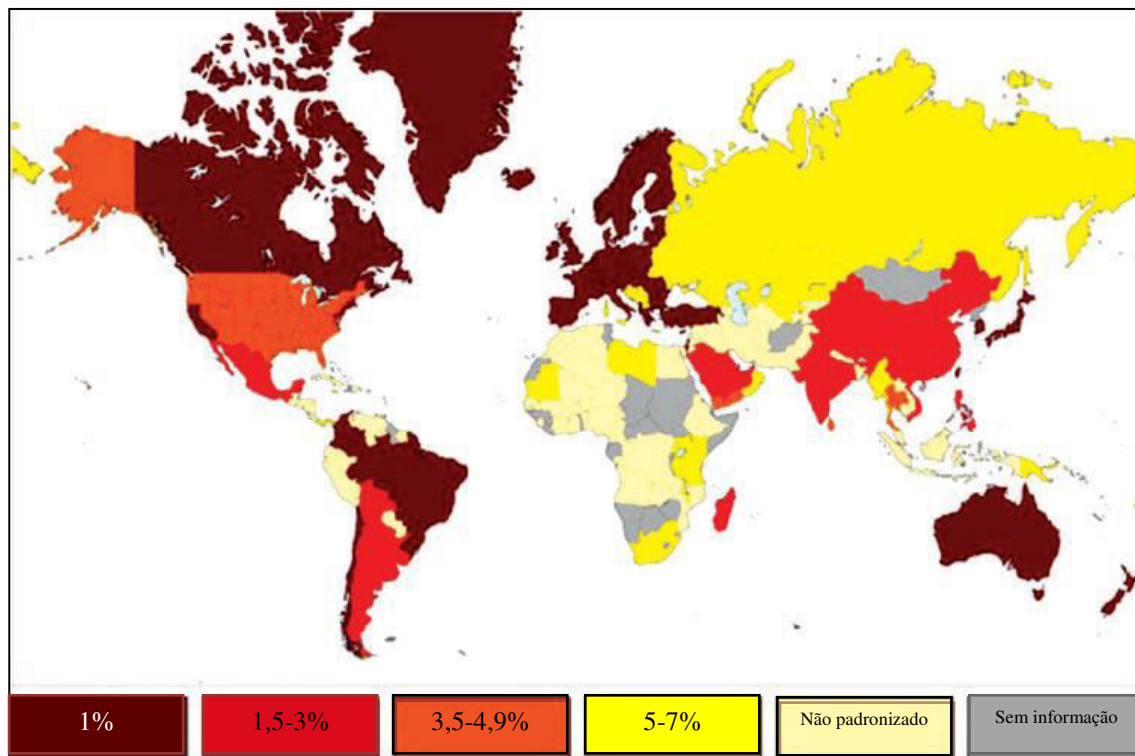 1%
1,5-3%
3,5-4,9%
5-7%
Não padronizado
Sem informação